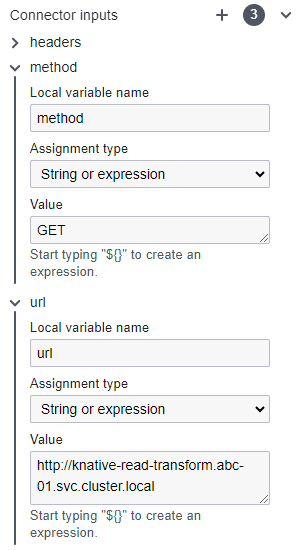 Connector inputs
3
headers
method
Local variable name
method
Assignment type
String or expression
Value
GET
Start typing "${}" to create an
expression.
url
Local variable name
url
Assignment type
String or expression
Value
http://knative-read-transform.abc-
01.svc.cluster.local
Start typing "${}" to create an
expression.